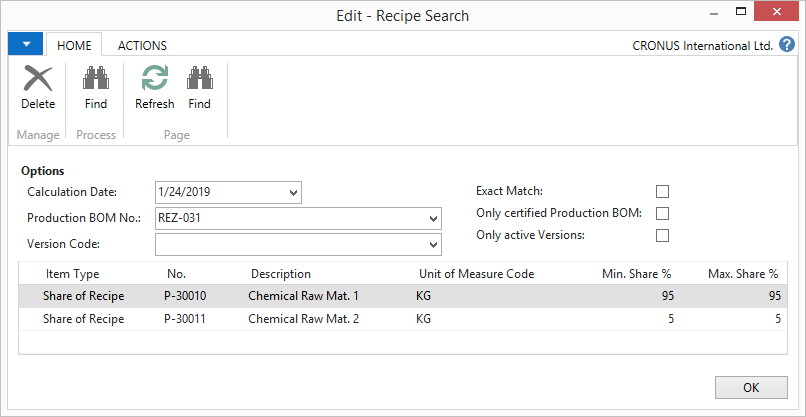 Edit - Recipe Search
HOME ACTIONS CRONUS International Ltd. ?
Delete Find Refresh Find
Manage Process Page
Options
Calculation Date: 1/24/2019 Exact Match:
Production BOM No.: REZ-031 Only certified Production BOM:
Version Code: Only active Versions:
Item Type No. Description Unit of Measure Code Min. Share % Max. Share %
Share of Recipe P-30010 Chemical Raw Mat. 1 KG 95 95
Share of Recipe P-30011 Chemical Raw Mat. 2 KG 5 5
OK